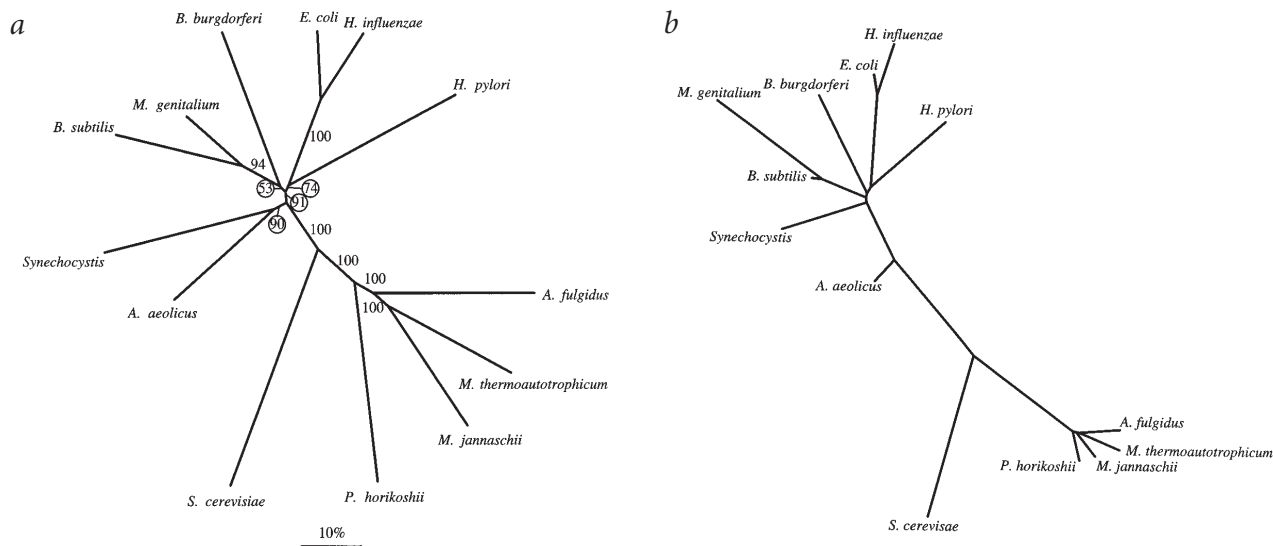 a
B. burgdorferi
E. coli
H. influenzae
H. pylori
M. genitalium
B. subtilis
100
94
53
74
91
90
100
Synechocystis
A. aeolicus
100
100
100
A. fulgidus
M. thermoautotrophicum
M. jannaschii
P. horikoshii
S. cerevisiae
10%
b
H. influenzae
E. coli
B. burgdorferi
M. genitalium
H. pylori
B. subtilis
Synechocystis
A. aeolicus
A. fulgidus
M. thermoautotrophicum
P. horikoshii
M. jannaschii
S. cerevisae